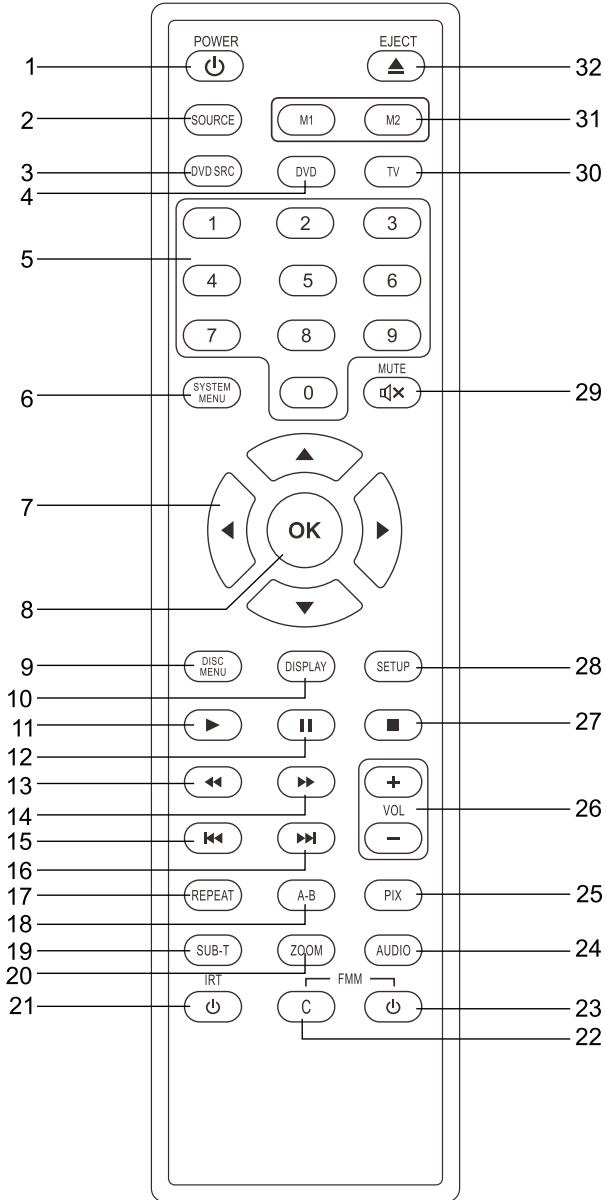 POWER EJECT
1 32
2 SOURCE M1 M2 31
3 DVD SRC DVD TV 30
4
1 2 3
5
4 5 6
7 8 9
MUTE
6 SYSTEM MENU 0 29
7
OK
8
9 DISC MENU DISPLAY SETUP 28
10
11 27
12
13 +
14 VOL 26
15 −
16
17 REPEAT A-B PIX 25
18
19 SUB-T ZOOM AUDIO 24
20
IRT FMM
21 C 23
22